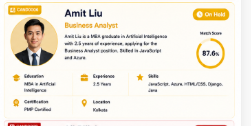 Amit Liu
On Hold
Business Analyst
Amit Liu is a MBA graduate in Artificial Intelligence
with 2.5 years of experience, applying for the
Business Analyst position. Skilled in JavaScript
and Azure.
Match Score
87.6%
Education
MBA in Artificial
Intelligence
Experience
2.5 Years
Skills
JavaScript, Azure, HTML/CSS, Django,
Java
Certification
PMP Certified
Location
Kolkata